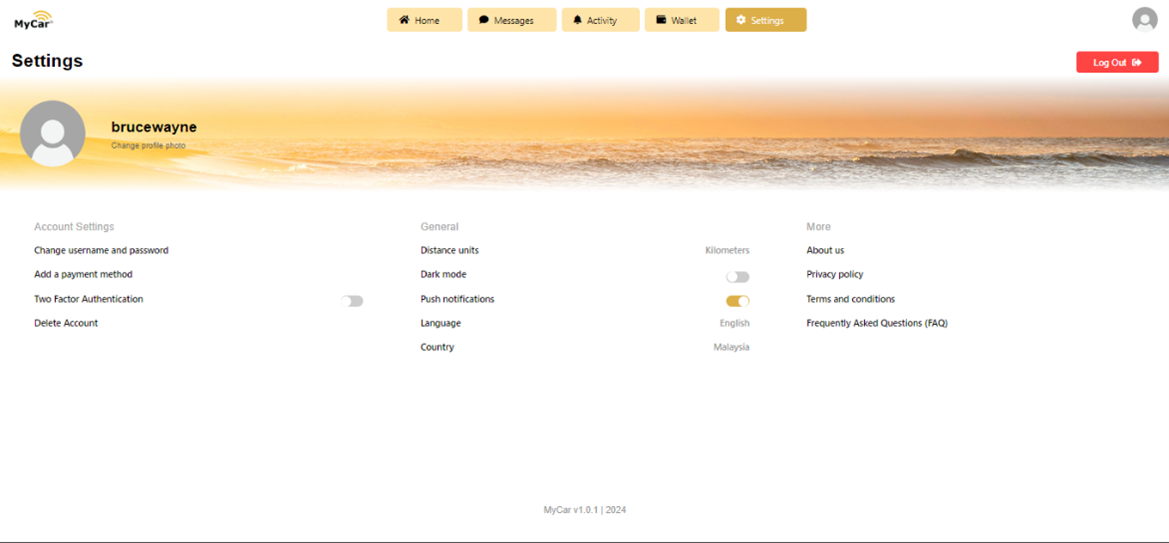 MyCar
Home
Messages
Activity
Wallet
Settings
Settings
Log Out
brucewayne
Change profile photo
Account Settings
Change username and password
Add a payment method
Two Factor Authentication
Delete Account
General
Distance units
Kilometers
Dark mode
Push notifications
Language
English
Country
Malaysia
More
About us
Privacy policy
Terms and conditions
Frequently Asked Questions (FAQ)
MyCar v1.0.1 | 2024